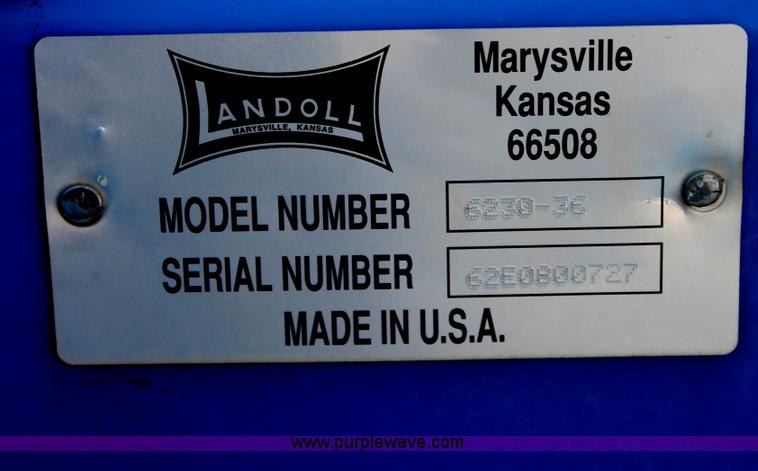 LANDOLL
MARYSVILLE, KANSAS
Marysville
Kansas
66508
MODEL NUMBER 6230-36
SERIAL NUMBER 62E0800727
MADE IN U.S.A.
www.purplewave.com